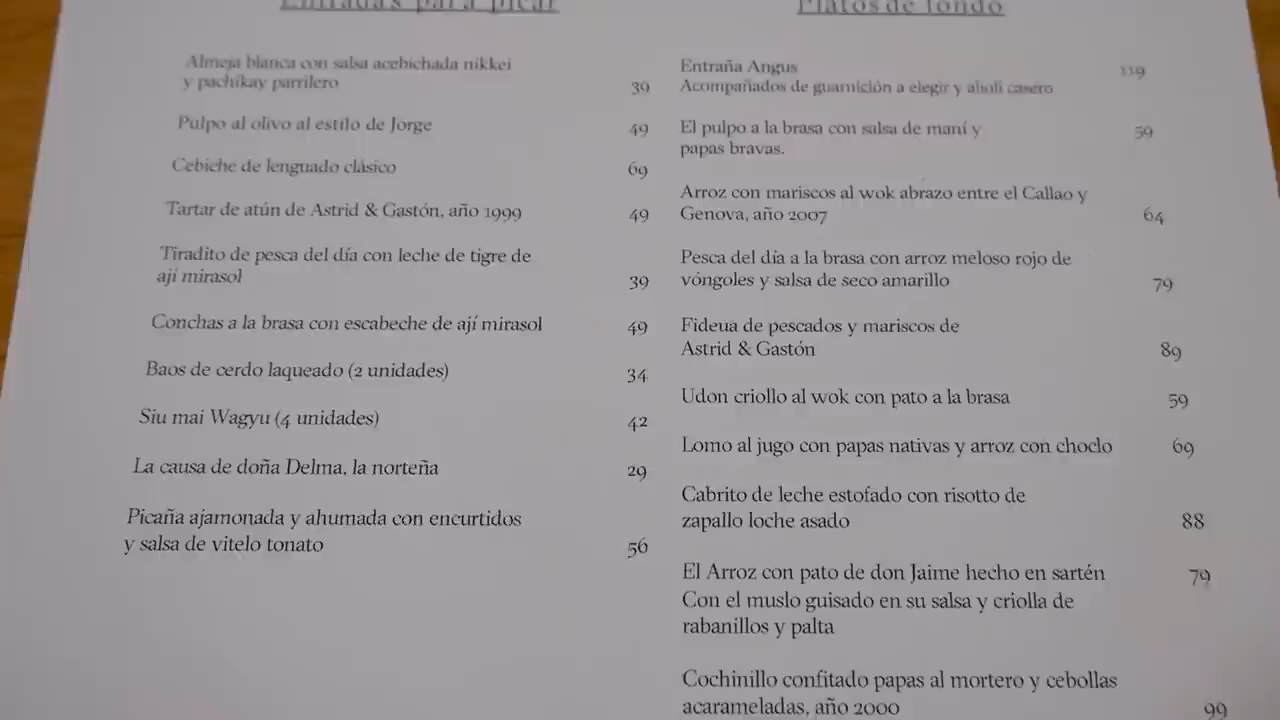 Entradas para picar
Almeja blanca con salsa acebichada nikkei
y pachikay parrilero 39
Pulpo al olivo al estilo de Jorge 49
Cebiche de lenguado clásico 69
Tartar de atún de Astrid & Gastón, año 1999 49
Tiradito de pesca del día con leche de tigre de
ají mirasol 39
Conchas a la brasa con escabeche de ají mirasol 49
Baos de cerdo laqueado (2 unidades) 34
Siu mai Wagyu (4 unidades) 42
La causa de doña Delma, la norteña 29
Picaña ajamonada y ahumada con encurtidos
y salsa de vitelo tonato 56
Platos de fondo
Entraña Angus 119
Acompañados de guarnición a elegir y alioli casero
El pulpo a la brasa con salsa de maní y 59
papas bravas.
Arroz con mariscos al wok abrazo entre el Callao y
Genova, año 2007 64
Pesca del día a la brasa con arroz meloso rojo de
vóngoles y salsa de seco amarillo 79
Fideua de pescados y mariscos de
Astrid & Gastón 89
Udon criollo al wok con pato a la brasa 59
Lomo al jugo con papas nativas y arroz con choclo 69
Cabrito de leche estofado con risotto de
zapallo loche asado 88
El Arroz con pato de don Jaime hecho en sartén 79
Con el muslo guisado en su salsa y criolla de
rabanillos y palta
Cochinillo confitado papas al mortero y cebollas
acarameladas, año 2000 99